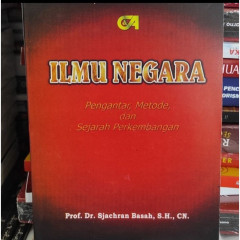 ILMU NEGARA
Pengantar, Metode,
dan
Sejarah Perkembangan
Prof. Dr. Sjachran Basah, S.H., CN.